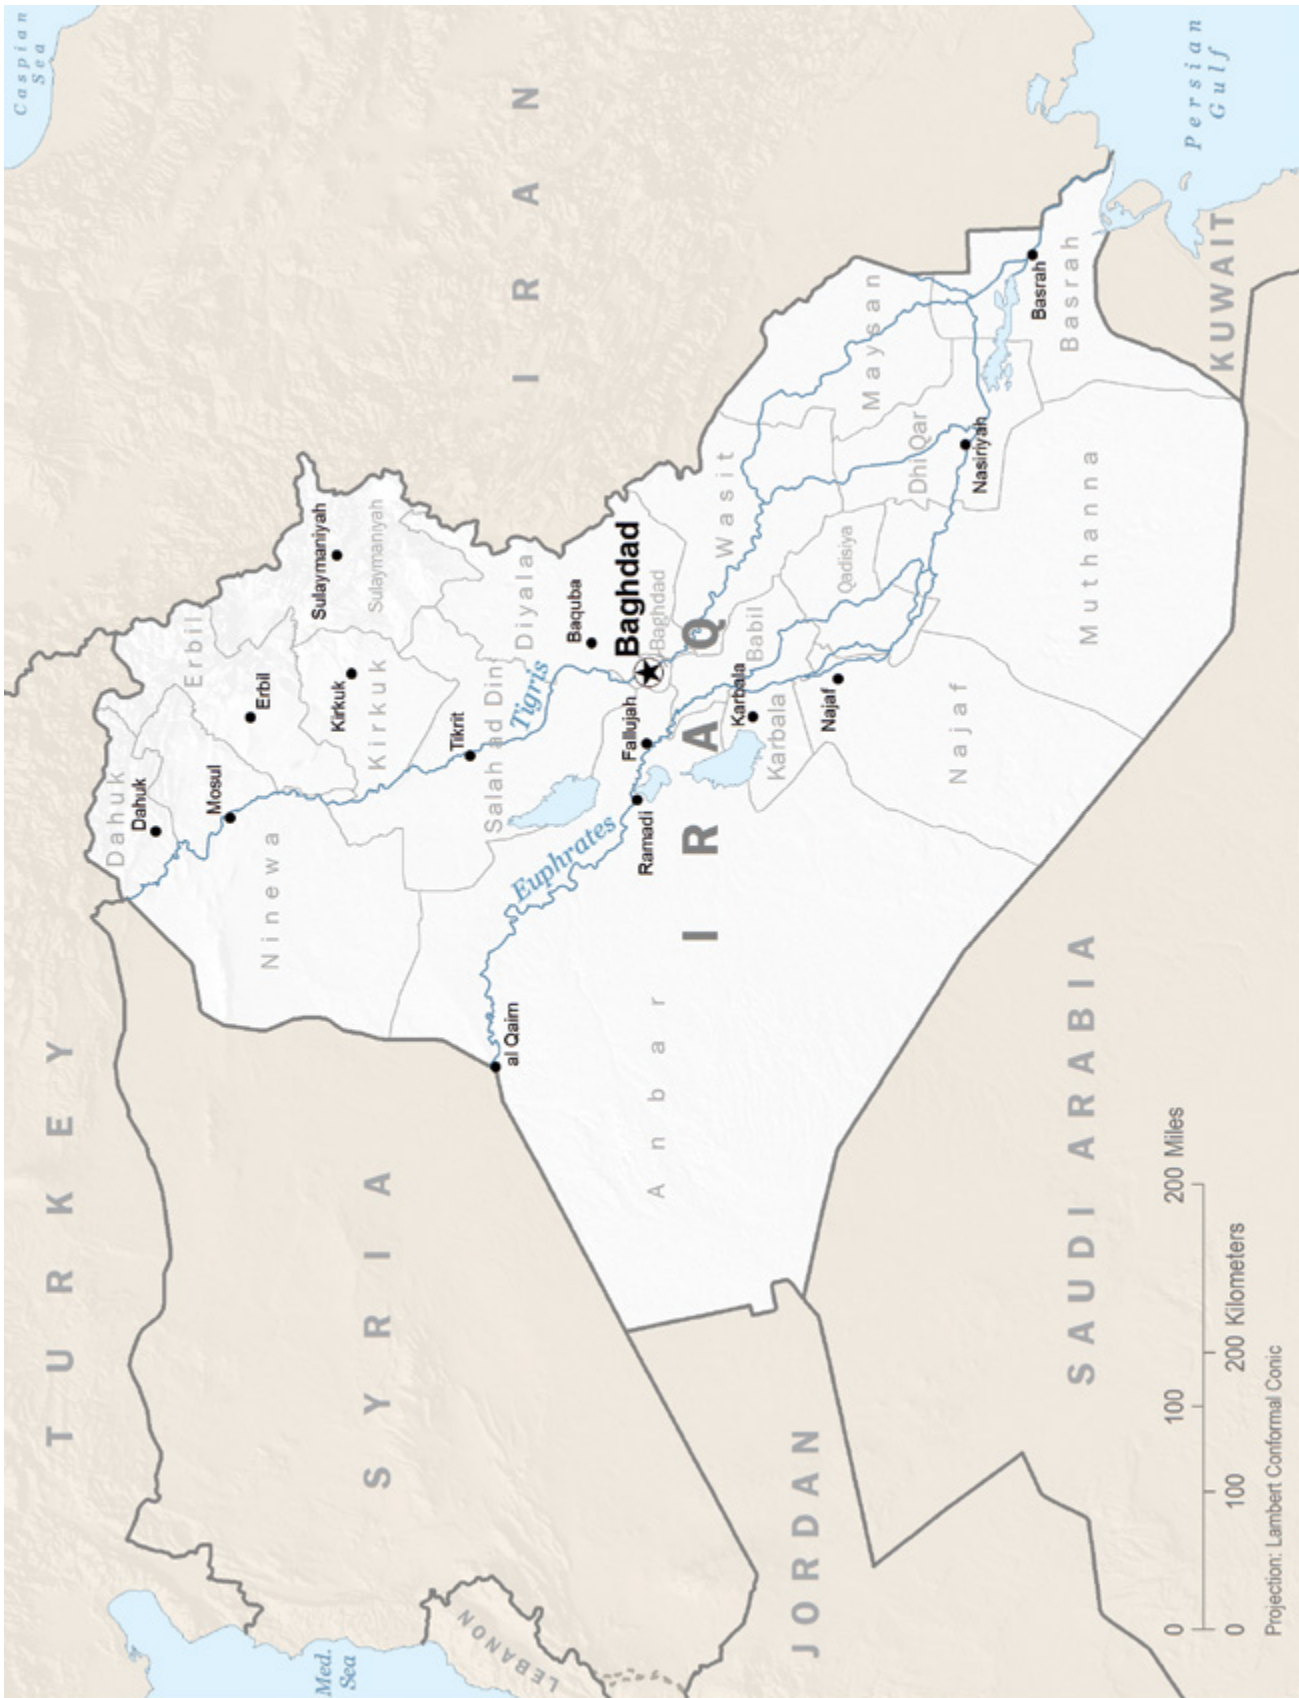 Caspian
Sea
TURKEY
Dahuk
Dahuk
Mosul
Erbil
Erbil
Ninewa
Kirkuk
Kirkuk
Sulaymaniyah
Sulaymaniyah
SYRIA
IRAN
Tikrit
Salah ad Din
Tigris
Diyala
al Qaim
Euphrates
Baquba
Med.
Sea
LEBANON
Ramadi
Fallujah
Baghdad
Baghdad
Anbar
IRAQ
Wasit
Karbala
Karbala
Babil
Najaf
Qadisiya
Maysan
Dhi Qar
JORDAN
Najaf
Nasiriyah
Basrah
Basrah
Muthanna
SAUDI ARABIA
KUWAIT
Persian
Gulf
0 100 200 Miles
0 100 200 Kilometers
Projection: Lambert Conformal Conic